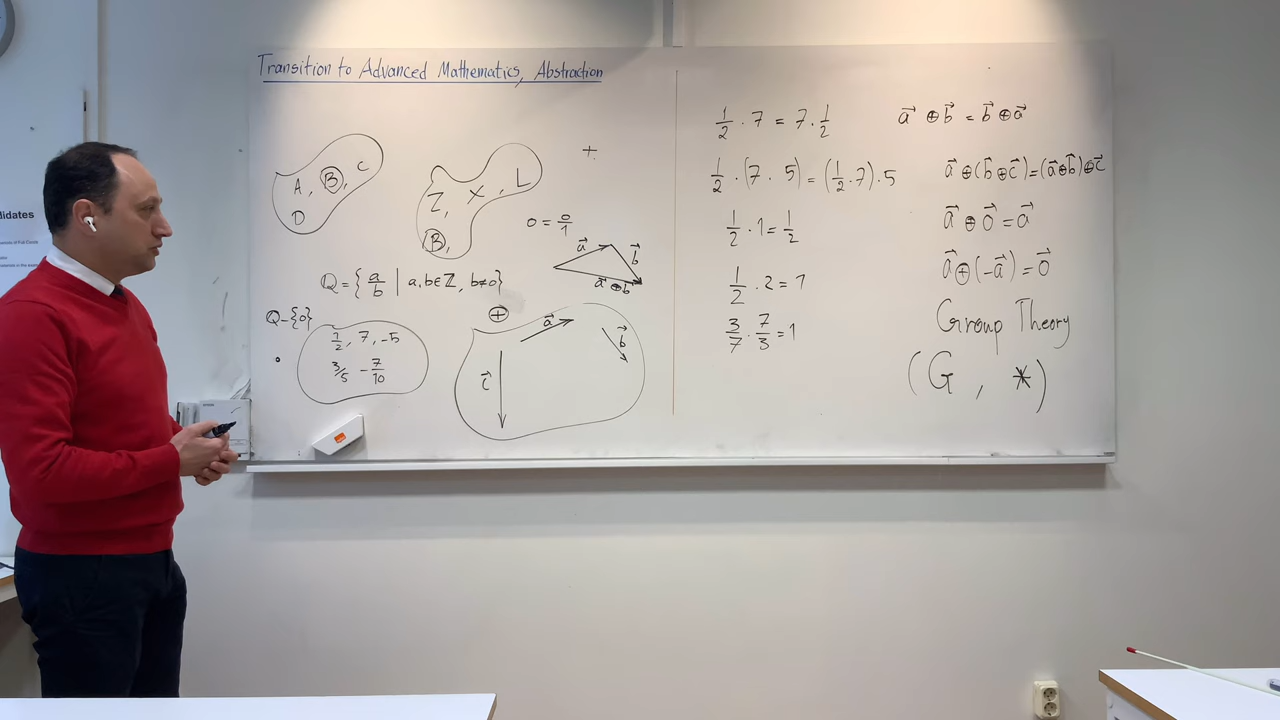 Transition to Advanced Mathematics, Abstraction
A, B, C
D
Z, X, L
B,
+
0 = 0/1
a⃗ b⃗
a⃗ ⊕ b⃗
Q = { a/b | a, b ∈ ℤ, b ≠ 0 }
Q - {0}
1/2, 7, -5
3/5 - 7/10
⊕
a⃗
b⃗
c⃗
1/2 · 7 = 7 · 1/2
1/2 · (7 · 5) = (1/2 · 7) · 5
1/2 · 1 = 1/2
1/2 · 2 = 1
3/7 · 7/3 = 1
a⃗ ⊕ b⃗ = b⃗ ⊕ a⃗
a⃗ ⊕ (b⃗ ⊕ c⃗) = (a⃗ ⊕ b⃗) ⊕ c⃗
a⃗ ⊕ 0⃗ = a⃗
a⃗ ⊕ (-a⃗) = 0⃗
Group Theory
(G, *)